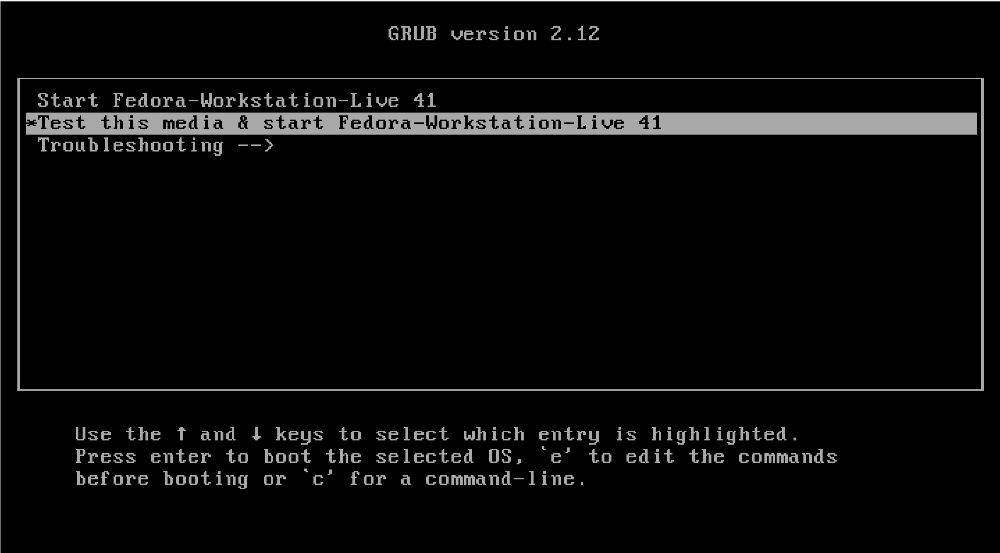 GRUB version 2.12
Start Fedora-Workstation-Live 41
*Test this media & start Fedora-Workstation-Live 41
Troubleshooting -->
Use the ↑ and ↓ keys to select which entry is highlighted.
Press enter to boot the selected OS, `e' to edit the commands
before booting or `c' for a command-line.